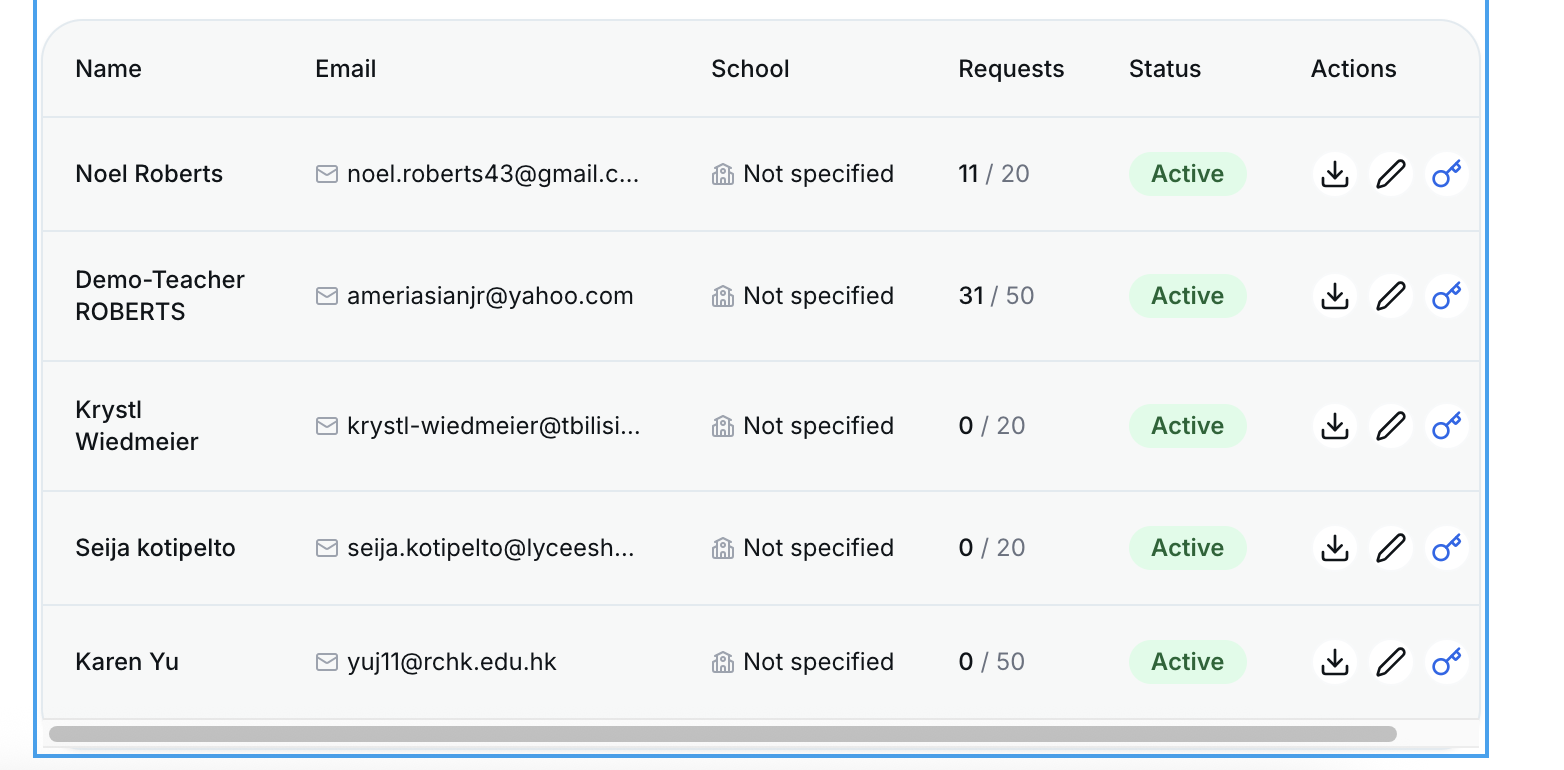 Name Email School Requests Status Actions
Noel Roberts noel.roberts43@gmail.c... Not specified 11 / 20 Active
Demo-Teacher
ROBERTS ameriasianjr@yahoo.com Not specified 31 / 50 Active
Krystl
Wiedmeier krystl-wiedmeier@tbilisi... Not specified 0 / 20 Active
Seija kotipelto seija.kotipelto@lyceesh... Not specified 0 / 20 Active
Karen Yu yuj11@rchk.edu.hk Not specified 0 / 50 Active